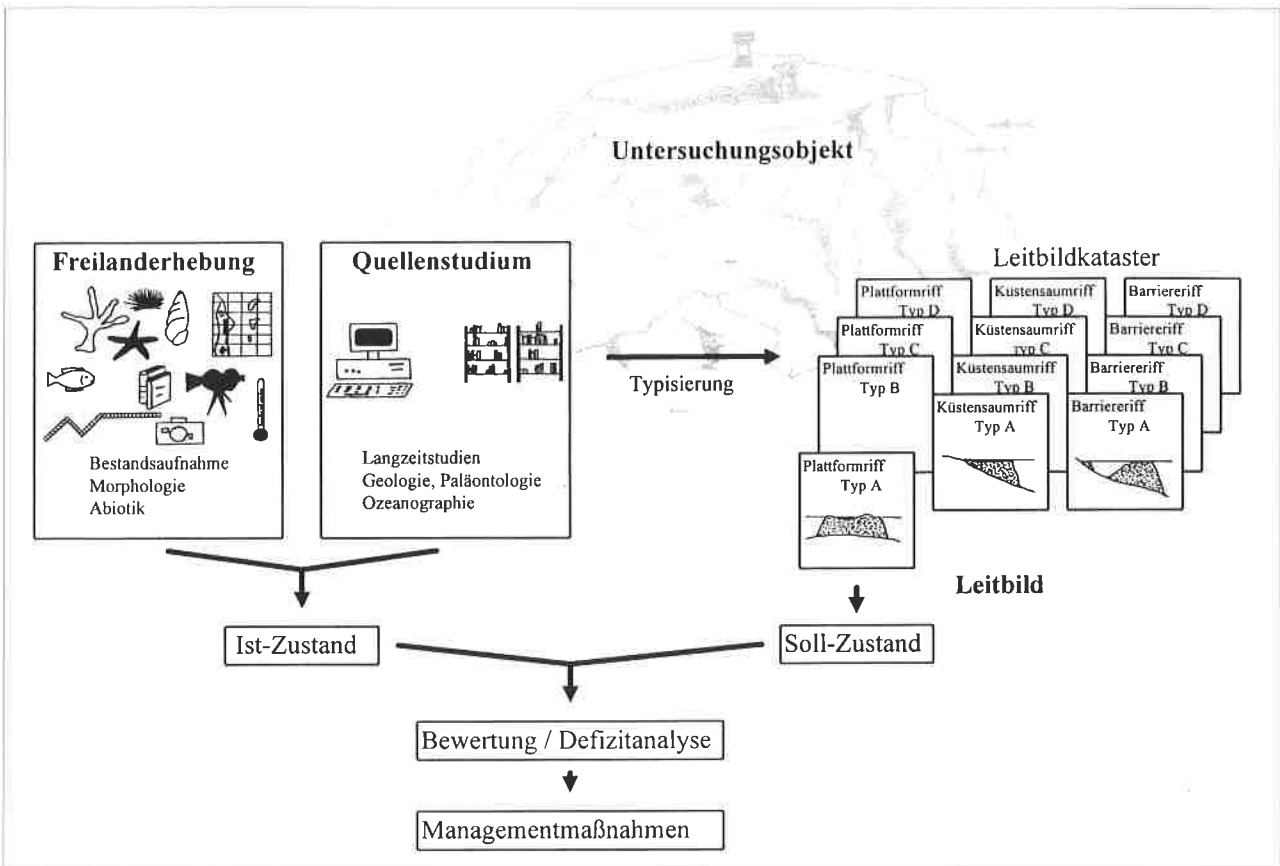 Untersuchungsobjekt
Freilanderhebung
Bestandsaufnahme
Morphologie
Abiotik
Quellenstudium
Langzeitstudien
Geologie, Paläontologie
Ozeanographie
Typisierung
Leitbildkataster
Plattformriff
Typ D
Küstensaumriff
Typ D
Barriereriff
Typ D
Plattformriff
Typ C
Küstensaumriff
Typ C
Barriereriff
Typ C
Plattformriff
Typ B
Küstensaumriff
Typ B
Barriereriff
Typ B
Küstensaumriff
Typ A
Barriereriff
Typ A
Plattformriff
Typ A
Leitbild
Ist-Zustand
Soll-Zustand
Bewertung / Defizitanalyse
Managementmaßnahmen